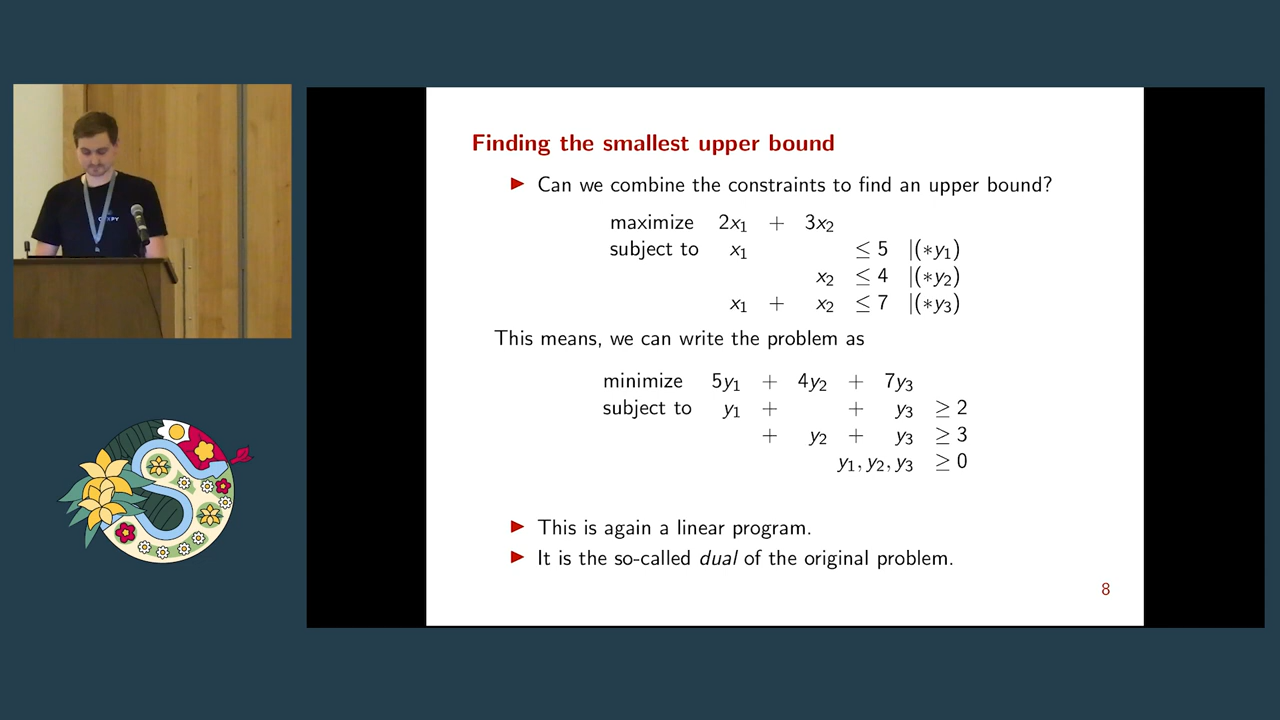 Finding the smallest upper bound
▶ Can we combine the constraints to find an upper bound?
maximize 2x₁ + 3x₂
subject to x₁ ≤ 5 |(∗y₁)
x₂ ≤ 4 |(∗y₂)
x₁ + x₂ ≤ 7 |(∗y₃)
This means, we can write the problem as
minimize 5y₁ + 4y₂ + 7y₃
subject to y₁ + + y₃ ≥ 2
+ y₂ + y₃ ≥ 3
y₁, y₂, y₃ ≥ 0
▶ This is again a linear program.
▶ It is the so-called dual of the original problem.
8